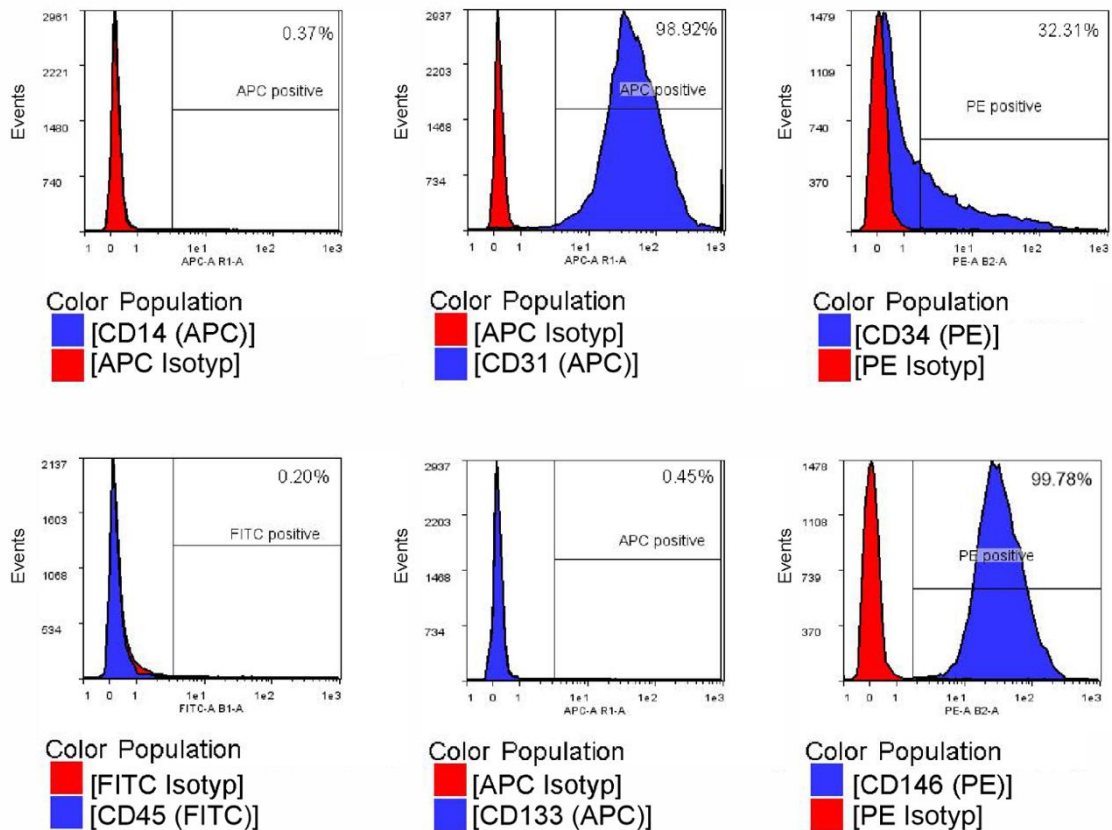 2961
0.37%
2221
APC positive
1480
740
Events
1 0 1 1e1 1e2 1e3
APC-A R1-A
Color Population
[CD14 (APC)]
[APC Isotyp]
2937
98.92%
2203
APC positive
1468
734
Events
1 0 1 1e1 1e2 1e3
APC-A R1-A
Color Population
[APC Isotyp]
[CD31 (APC)]
1479
32.31%
1109
PE positive
740
370
Events
1 0 1 1e1 1e2 1e3
PE-A B2-A
Color Population
[CD34 (PE)]
[PE Isotyp]
2137
0.20%
1603
FITC positive
1068
534
Events
1 0 1 1e1 1e2 1e3
FITC-A B1-A
Color Population
[FITC Isotyp]
[CD45 (FITC)]
2937
0.45%
2203
APC positive
1468
734
Events
1 0 1 1e1 1e2 1e3
APC-A R1-A
Color Population
[APC Isotyp]
[CD133 (APC)]
1478
99.78%
1108
PE positive
739
370
Events
1 0 1 1e1 1e2 1e3
PE-A B2-A
Color Population
[CD146 (PE)]
[PE Isotyp]